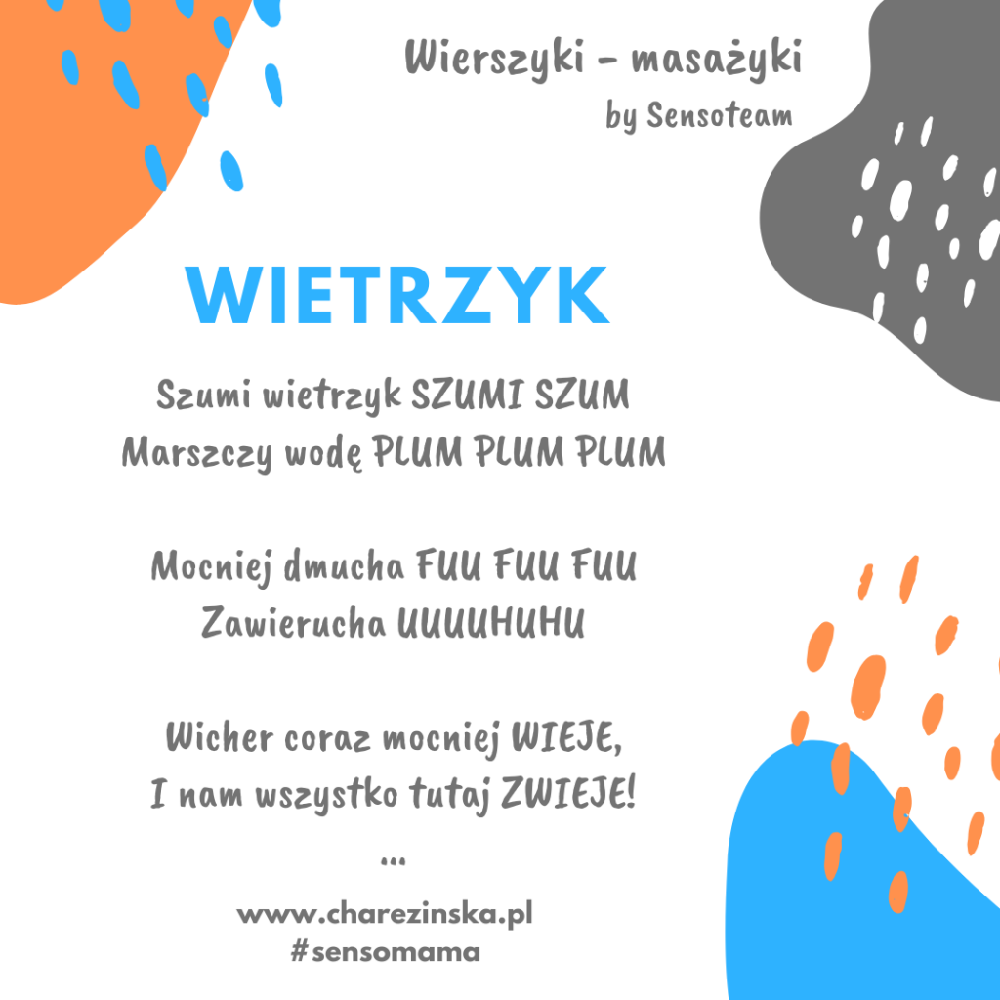 Wierszyki - masażyki
by Sensoteam
WIETRZYK
Szumi wietrzyk SZUMI SZUM
Marszczy wodę PLUM PLUM PLUM
Mocniej dmucha FUU FUU FUU
Zawierucha UUUUHUHU
Wicher coraz mocniej WIEJE,
I nam wszystko tutaj ZWIEJE!
...
www.charezinska.pl
#sensomama